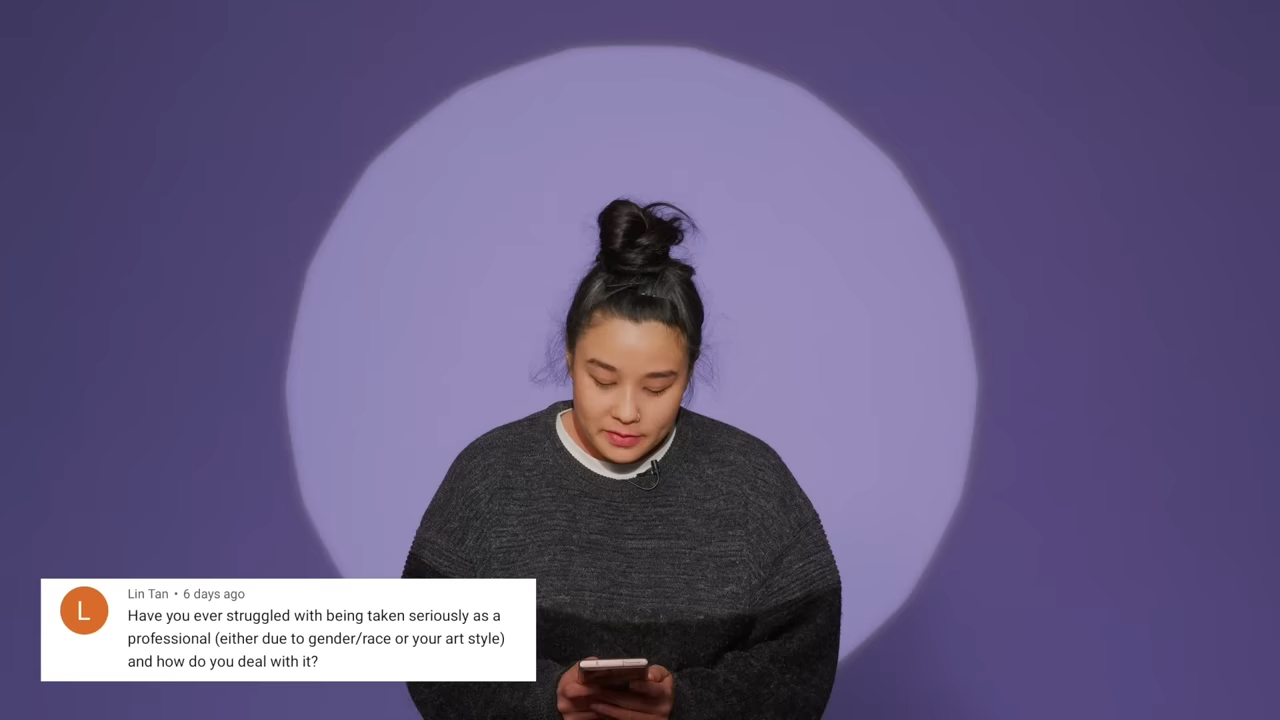 L
Lin Tan • 6 days ago
Have you ever struggled with being taken seriously as a
professional (either due to gender/race or your art style)
and how do you deal with it?